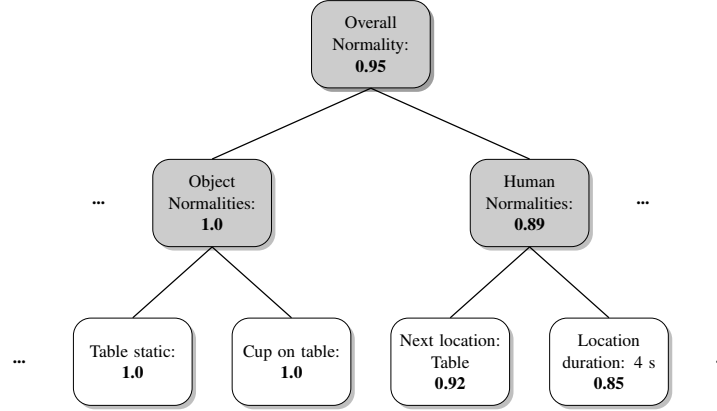 Overall
Normality:
0.95
...
Object
Normalities:
1.0
Human
Normalities:
0.89
...
...
Table static:
1.0
Cup on table:
1.0
Next location:
Table
0.92
Location
duration: 4 s
0.85